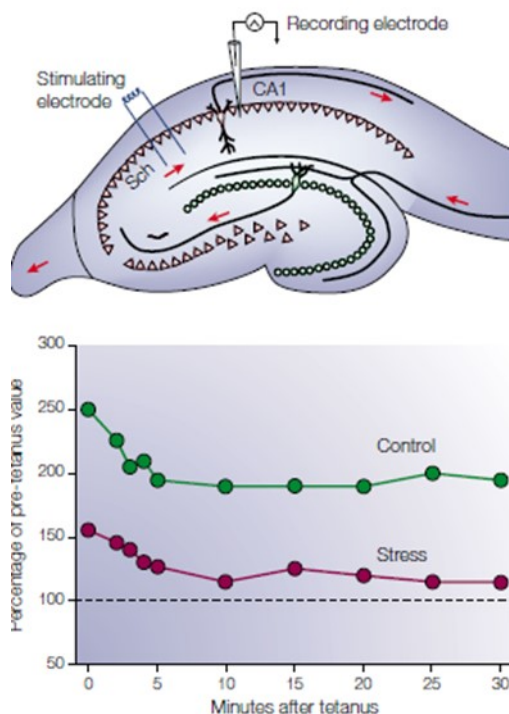 Recording electrode
Stimulating
electrode
CA1
Sch
Percentage of pre-tetanus value
300
250
200
150
100
50
Control
Stress
0 5 10 15 20 25 30
Minutes after tetanus